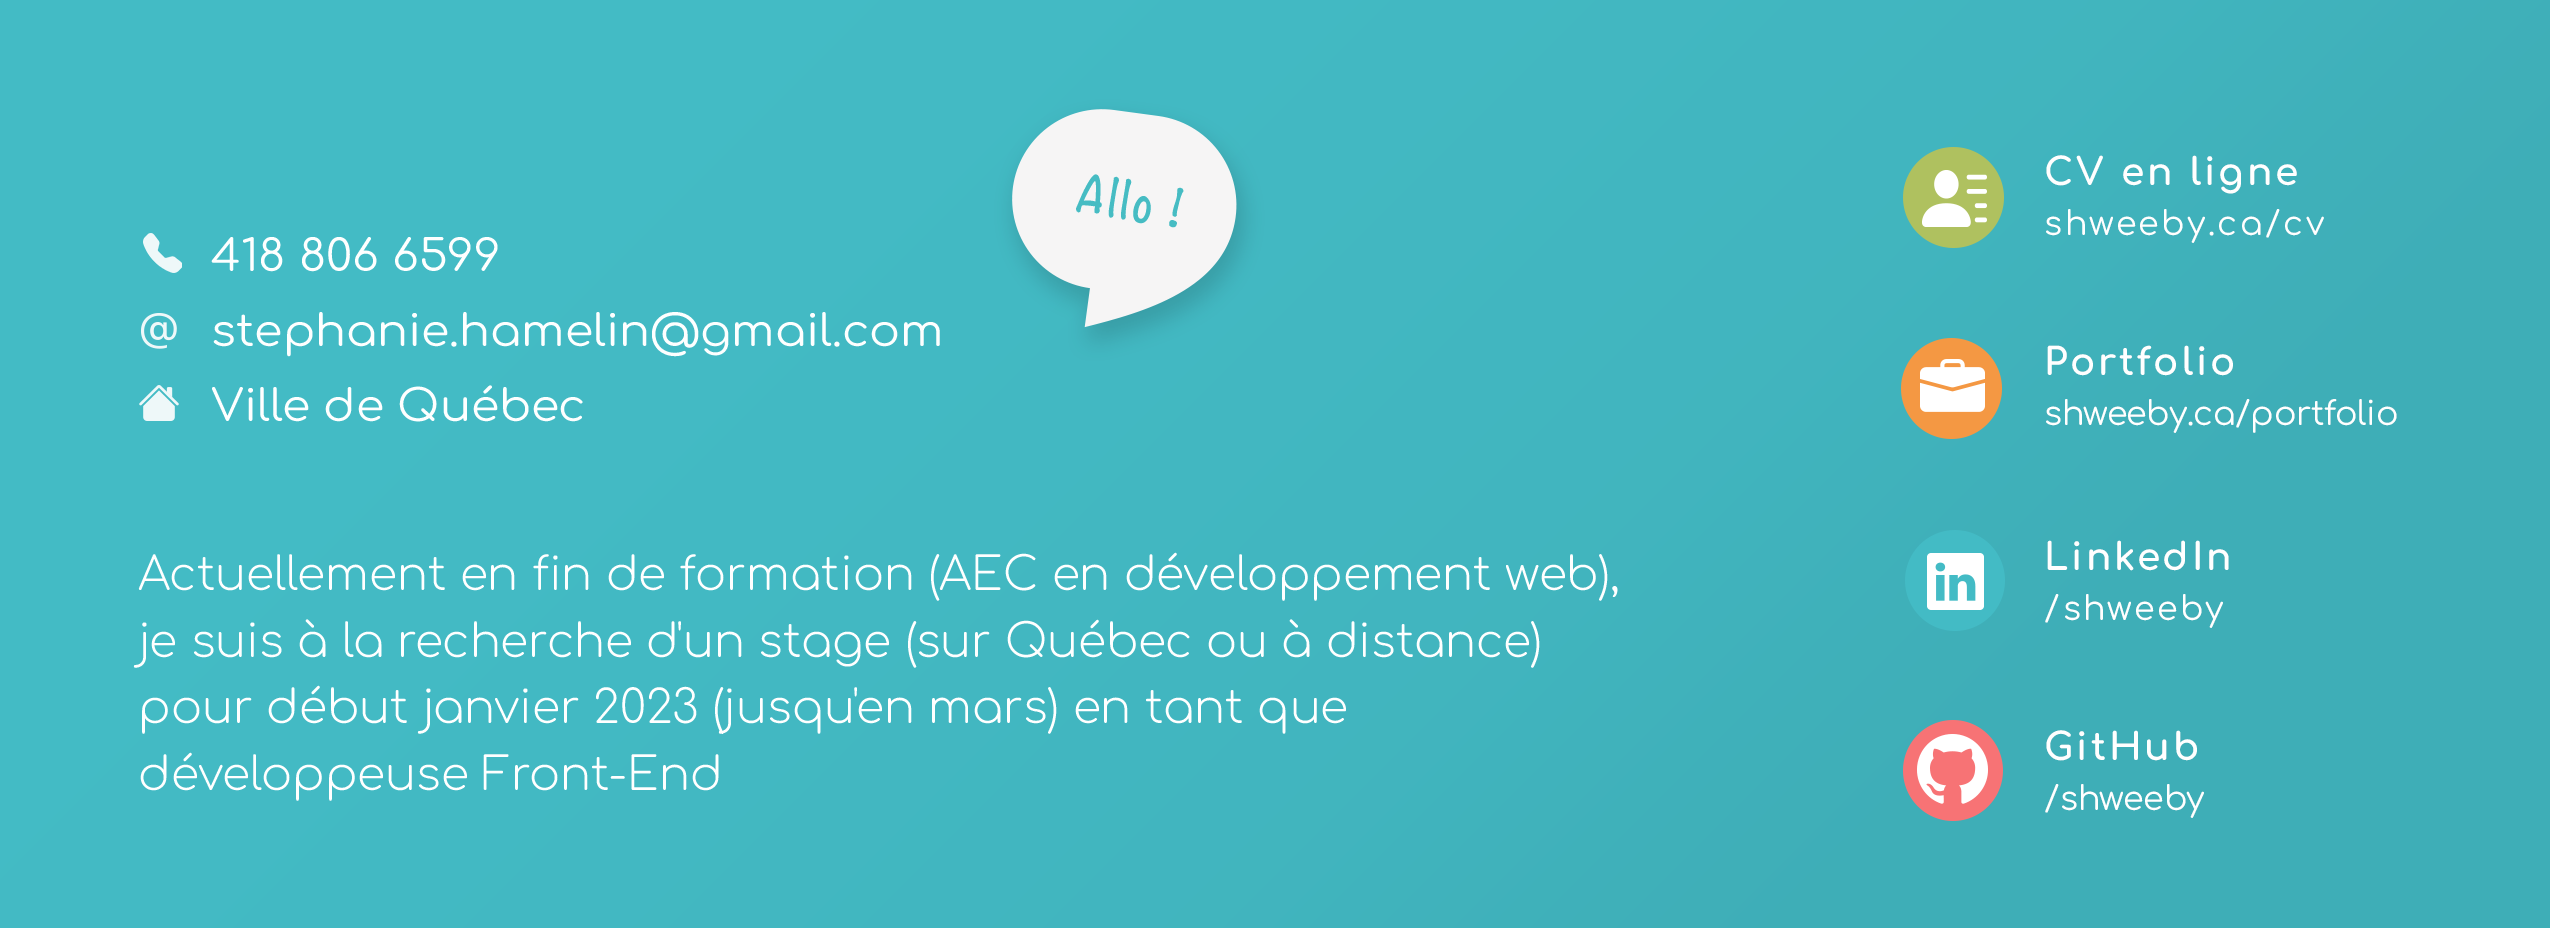 Allo !
418 806 6599
@ stephanie.hamelin@gmail.com
Ville de Québec
Actuellement en fin de formation (AEC en développement web),
je suis à la recherche d'un stage (sur Québec ou à distance)
pour début janvier 2023 (jusqu'en mars) en tant que
développeuse Front-End
CV en ligne
shweeby.ca/cv
Portfolio
shweeby.ca/portfolio
in
LinkedIn
/shweeby
GitHub
/shweeby